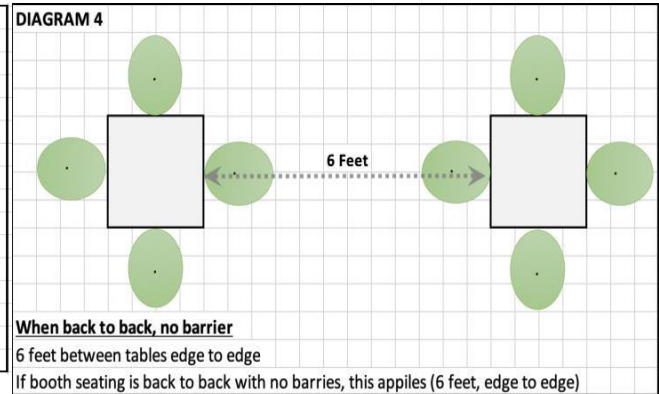 DIAGRAM 4
6 Feet
When back to back, no barrier
6 feet between tables edge to edge
If booth seating is back to back with no barries, this appiles (6 feet, edge to edge)